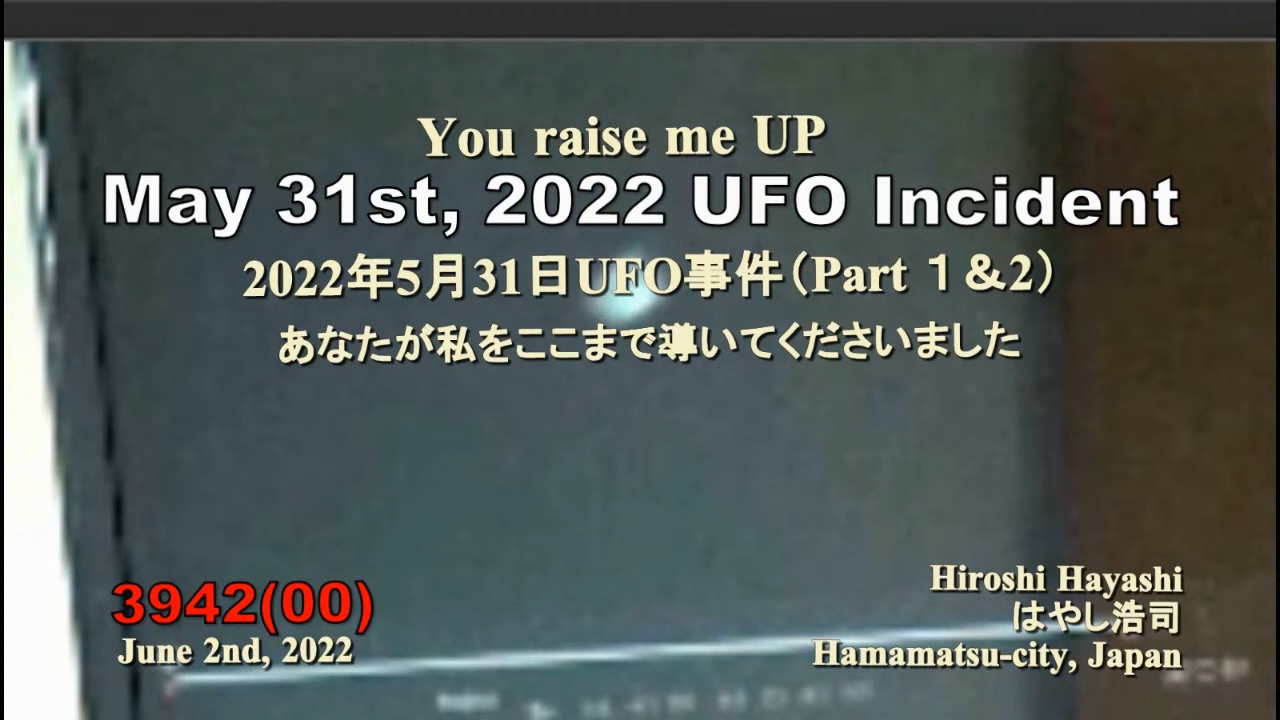 You raise me UP
May 31st, 2022 UFO Incident
2022年5月31日UFO事件（Part １＆2）
あなたが私をここまで導いてくださいました
3942(00)
June 2nd, 2022
Hiroshi Hayashi
はやし浩司
Hamamatsu-city, Japan